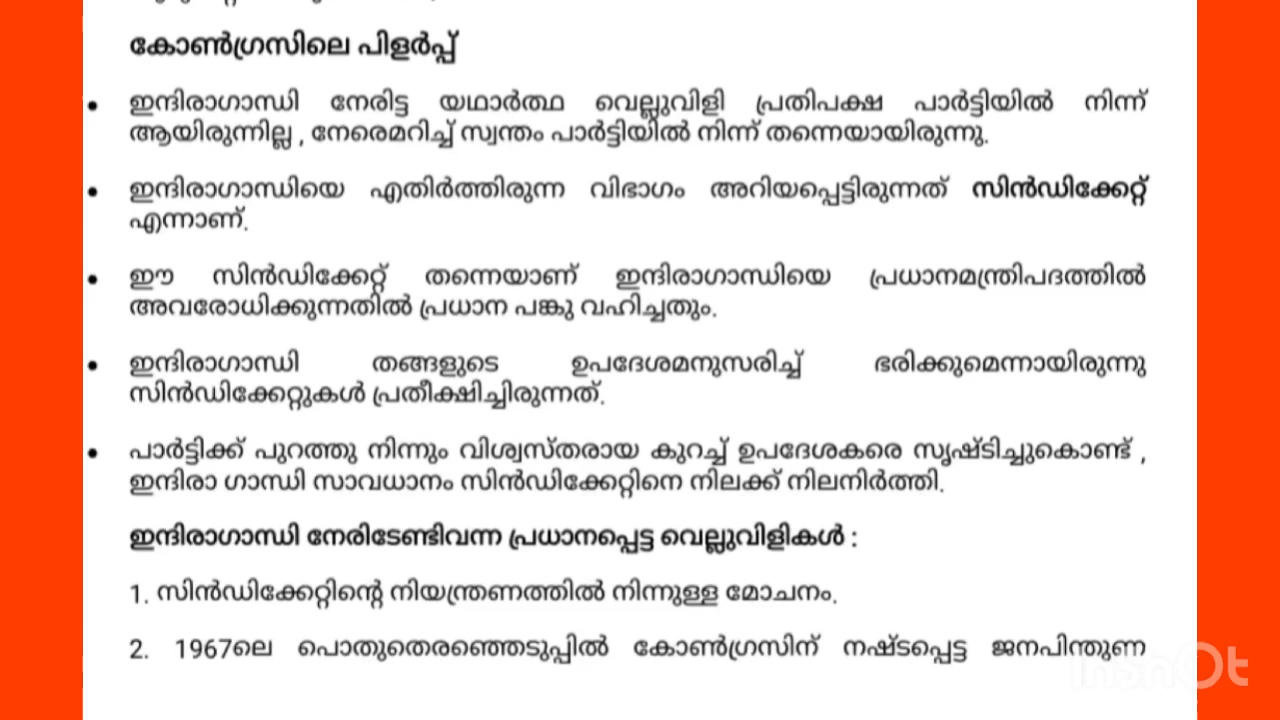 കോൺഗ്രസിലെ പിളർപ്പ്
• ഇന്ദിരാഗാന്ധി നേരിട്ട യഥാർത്ഥ വെല്ലുവിളി പ്രതിപക്ഷ പാർട്ടിയിൽ നിന്ന്
ആയിരുന്നില്ല , നേരെമറിച്ച് സ്വന്തം പാർട്ടിയിൽ നിന്ന് തന്നെയായിരുന്നു.
• ഇന്ദിരാഗാന്ധിയെ എതിർത്തിരുന്ന വിഭാഗം അറിയപ്പെട്ടിരുന്നത് സിൻഡിക്കേറ്റ്
എന്നാണ്.
• ഈ സിൻഡിക്കേറ്റ് തന്നെയാണ് ഇന്ദിരാഗാന്ധിയെ പ്രധാനമന്ത്രിപദത്തിൽ
അവരോധിക്കുന്നതിൽ പ്രധാന പങ്കു വഹിച്ചതും.
• ഇന്ദിരാഗാന്ധി തങ്ങളുടെ ഉപദേശമനുസരിച്ച് ഭരിക്കുമെന്നായിരുന്നു
സിൻഡിക്കേറ്റുകൾ പ്രതീക്ഷിച്ചിരുന്നത്.
• പാർട്ടിക്ക് പുറത്തു നിന്നും വിശ്വസ്തരായ കുറച്ച് ഉപദേശകരെ സൃഷ്ടിച്ചുകൊണ്ട് ,
ഇന്ദിരാ ഗാന്ധി സാവധാനം സിൻഡിക്കേറ്റിനെ നിലക്ക് നിലനിർത്തി.
ഇന്ദിരാഗാന്ധി നേരിടേണ്ടിവന്ന പ്രധാനപ്പെട്ട വെല്ലുവിളികൾ :
1. സിൻഡിക്കേറ്റിന്റെ നിയന്ത്രണത്തിൽ നിന്നുള്ള മോചനം.
2. 1967ലെ പൊതുതെരഞ്ഞെടുപ്പിൽ കോൺഗ്രസിന് നഷ്ടപ്പെട്ട ജനപിന്തുണ
InShOt